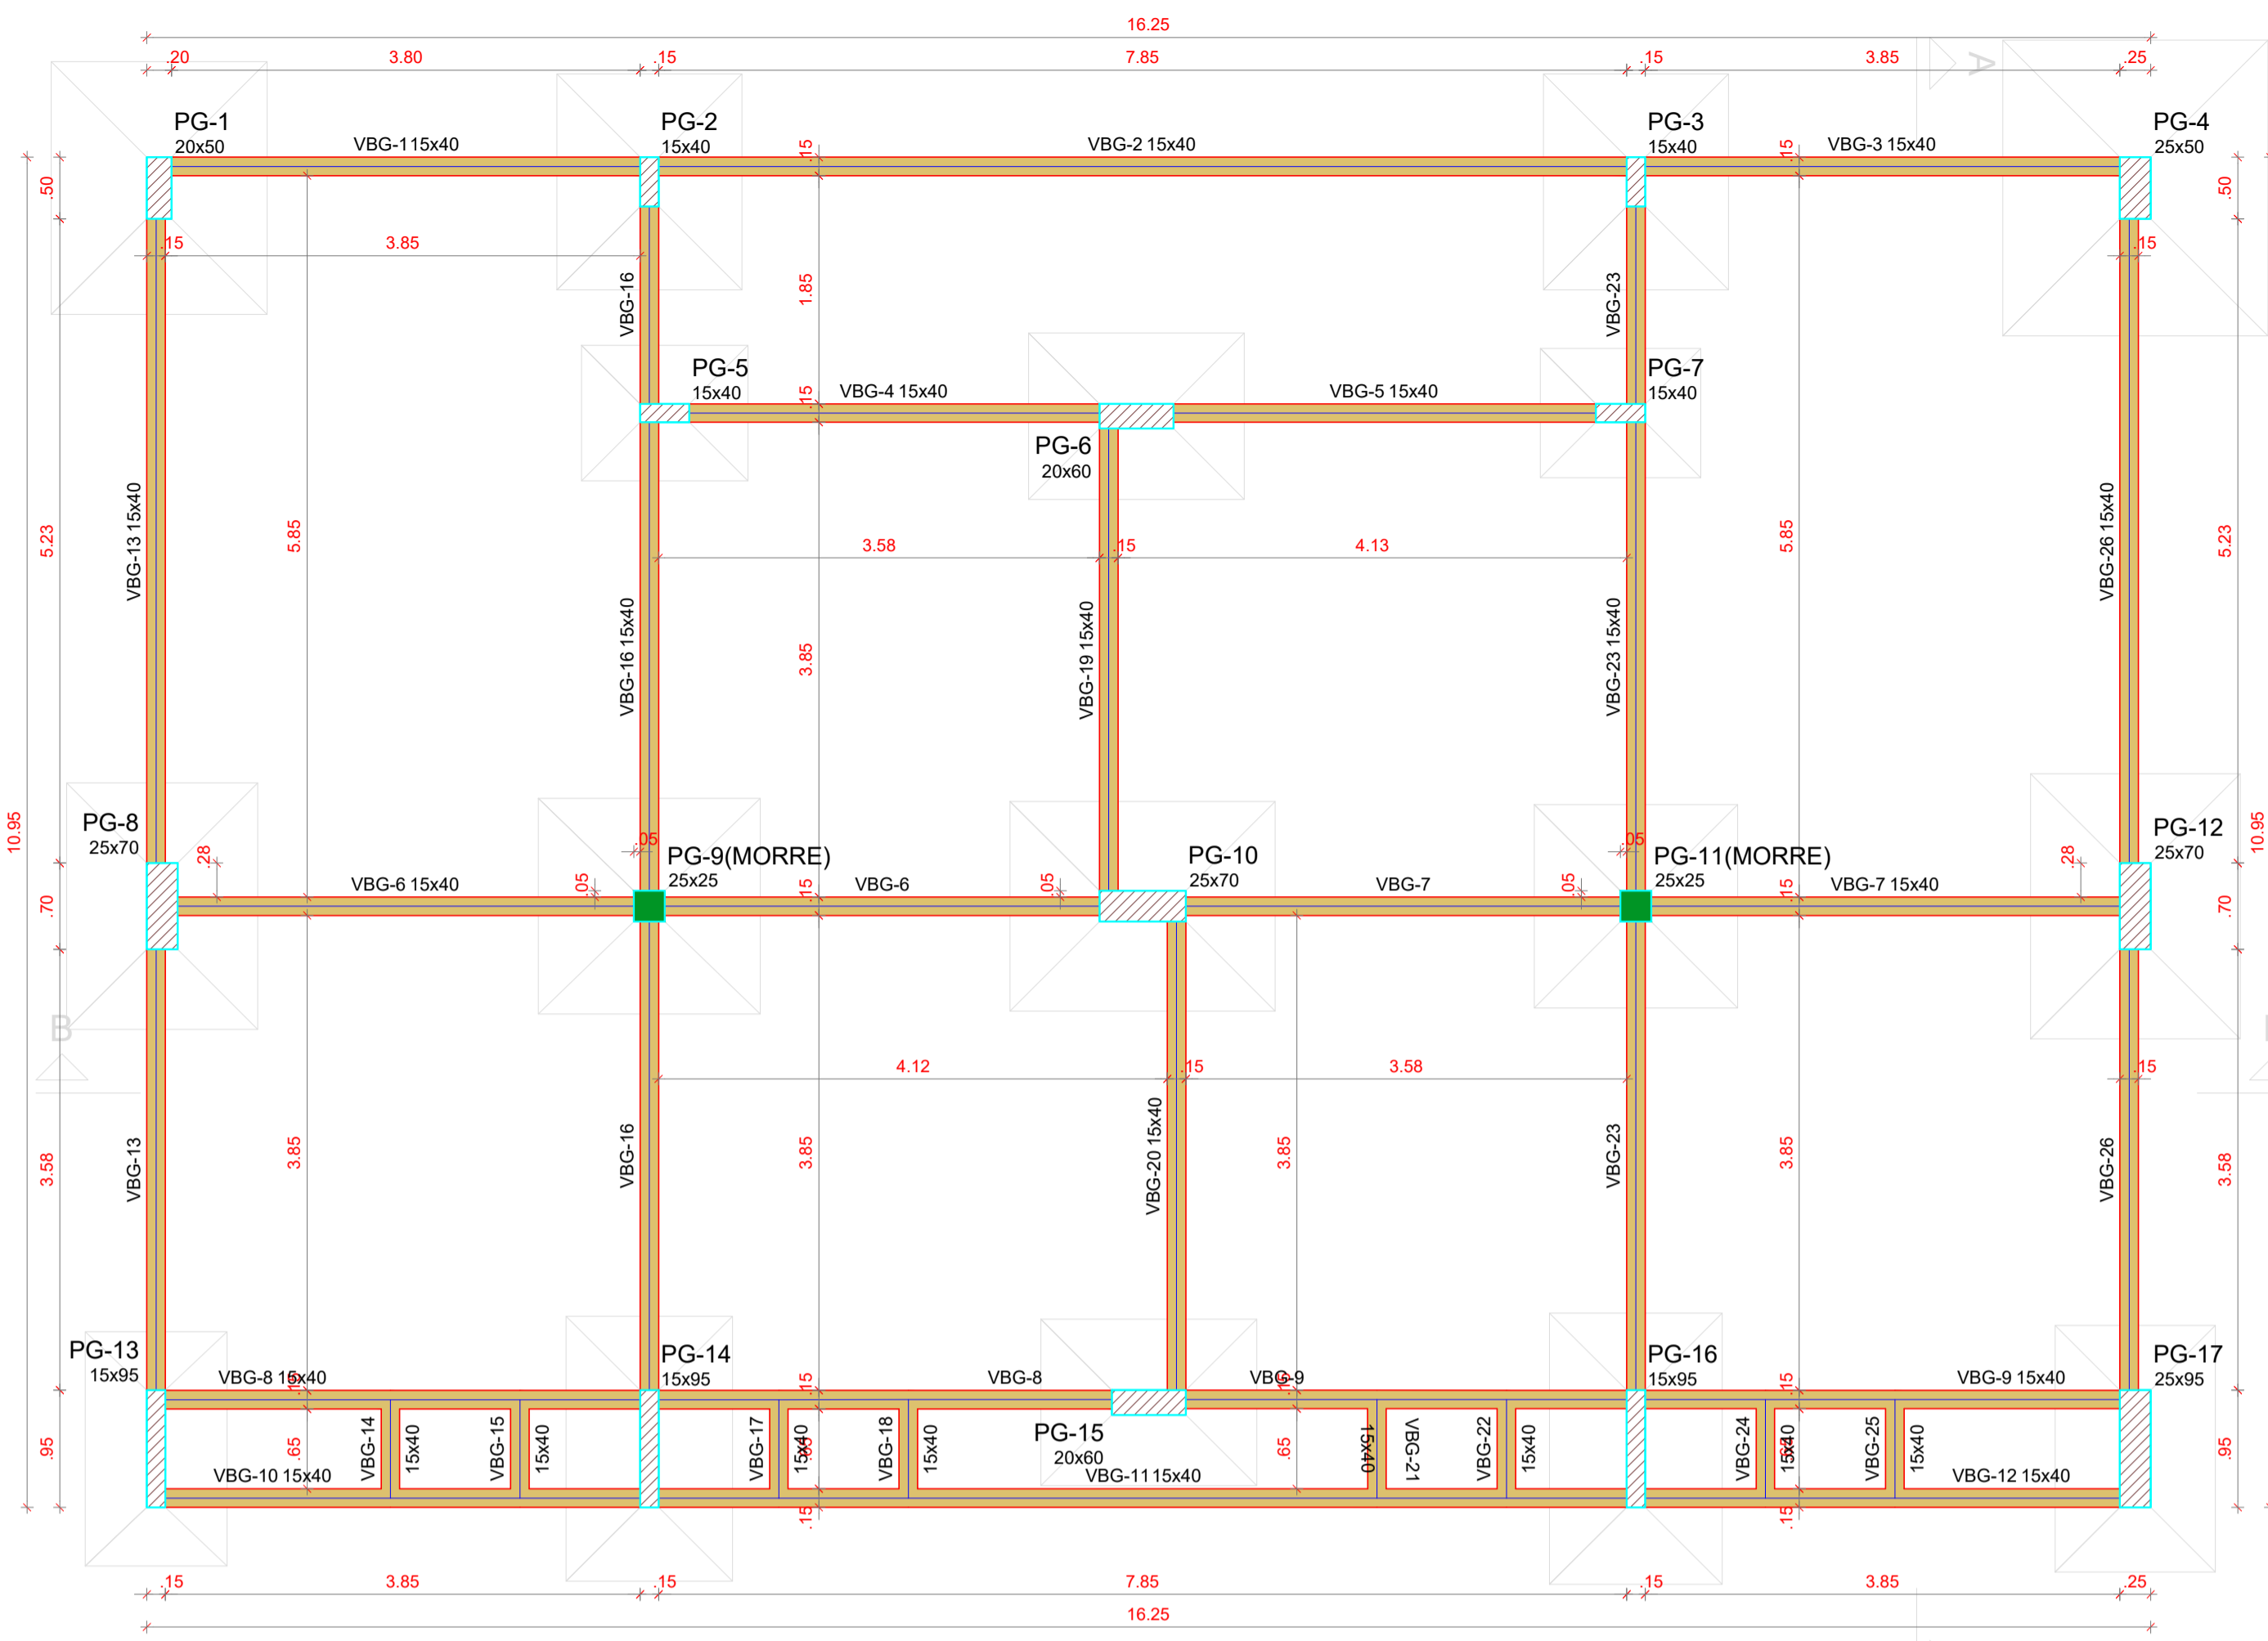 16.25
.20 3.80 .15 7.85 .15 3.85 .25
A
PG-1 PG-2 PG-3 PG-4
20x50 VBG-1 15x40 15x40 .15 VBG-2 15x40 15x40 .15 VBG-3 15x40 25x50
.50 .50
.15 3.85 .15
VBG-16 1.85 VBG-23
PG-5 PG-7
15x40 .15 VBG-4 15x40 VBG-5 15x40 15x40
PG-6
20x60
VBG-13 15x40 5.23 5.85 3.58 .15 4.13 5.85 VBG-26 15x40 5.23
VBG-16 15x40 3.85 VBG-19 15x40 VBG-23 15x40
10.95 10.95
PG-8 PG-12
25x70 .28 .05 .05 .28 25x70
PG-9(MORRE) PG-10 PG-11(MORRE)
VBG-6 15x40 .05 25x25 .15 VBG-6 .05 25x70 VBG-7 .05 25x25 .15 VBG-7 15x40
.70 .70
B
4.12 .15 3.58 .15
3.58 VBG-13 3.85 VBG-16 3.85 VBG-20 15x40 3.85 VBG-23 3.85 VBG-26 3.58
PG-13 PG-14 PG-16 PG-17
15x95 VBG-8 15x40 .15 15x95 .15 VBG-8 VBG-9 .15 15x95 .15 VBG-9 15x40 25x95
PG-15
20x60
.95 .65 VBG-14 15x40 VBG-15 15x40 VBG-17 15x40 .65 VBG-18 15x40 .65 15x40 VBG-21 VBG-22 15x40 VBG-24 15x40 .65 VBG-25 15x40 .95
VBG-10 15x40 VBG-11 15x40 VBG-12 15x40
.15 .15
.15 3.85 .15 7.85 .15 3.85 .25
16.25